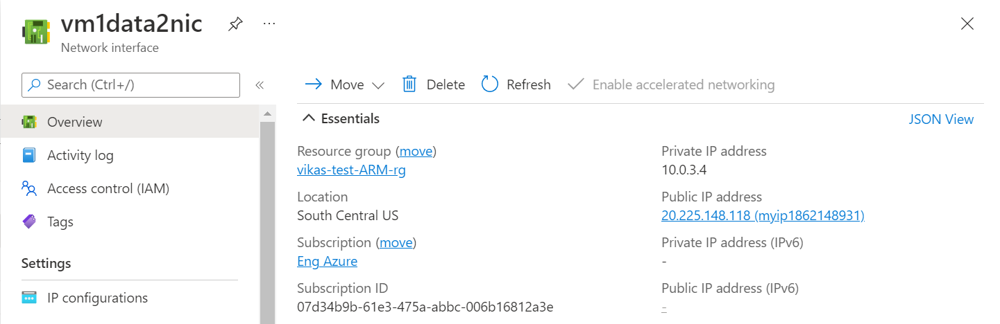 vm1data2nic
Network interface
Search (Ctrl+/)
Overview
Activity log
Access control (IAM)
Tags
Settings
IP configurations
Move
Delete
Refresh
Enable accelerated networking
Essentials
JSON View
Resource group (move)
vikas-test-ARM-rg
Location
South Central US
Subscription (move)
Eng Azure
Subscription ID
07d34b9b-61e3-475a-abbc-006b16812a3e
Private IP address
10.0.3.4
Public IP address
20.225.148.118 (myip1862148931)
Private IP address (IPv6)
-
Public IP address (IPv6)
-